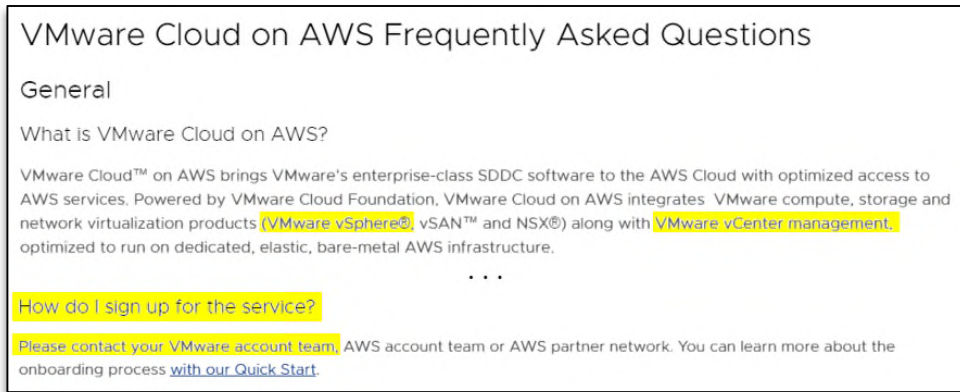 VMware Cloud on AWS Frequently Asked Questions
General
What is VMware Cloud on AWS?
VMware Cloud™ on AWS brings VMware's enterprise-class SDDC software to the AWS Cloud with optimized access to
AWS services. Powered by VMware Cloud Foundation, VMware Cloud on AWS integrates VMware compute, storage and
network virtualization products (VMware vSphere®, vSAN™ and NSX®) along with VMware vCenter management,
optimized to run on dedicated, elastic, bare-metal AWS infrastructure.
. . .
How do I sign up for the service?
Please contact your VMware account team, AWS account team or AWS partner network. You can learn more about the
onboarding process with our Quick Start.